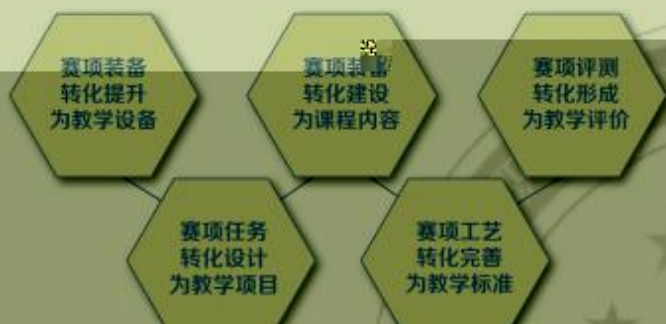 赛项装备
转化提升
为教学设备
赛项装备
转化建设
为课程内容
赛项评测
转化形成
为教学评价
赛项任务
转化设计
为教学项目
赛项工艺
转化完善
为教学标准